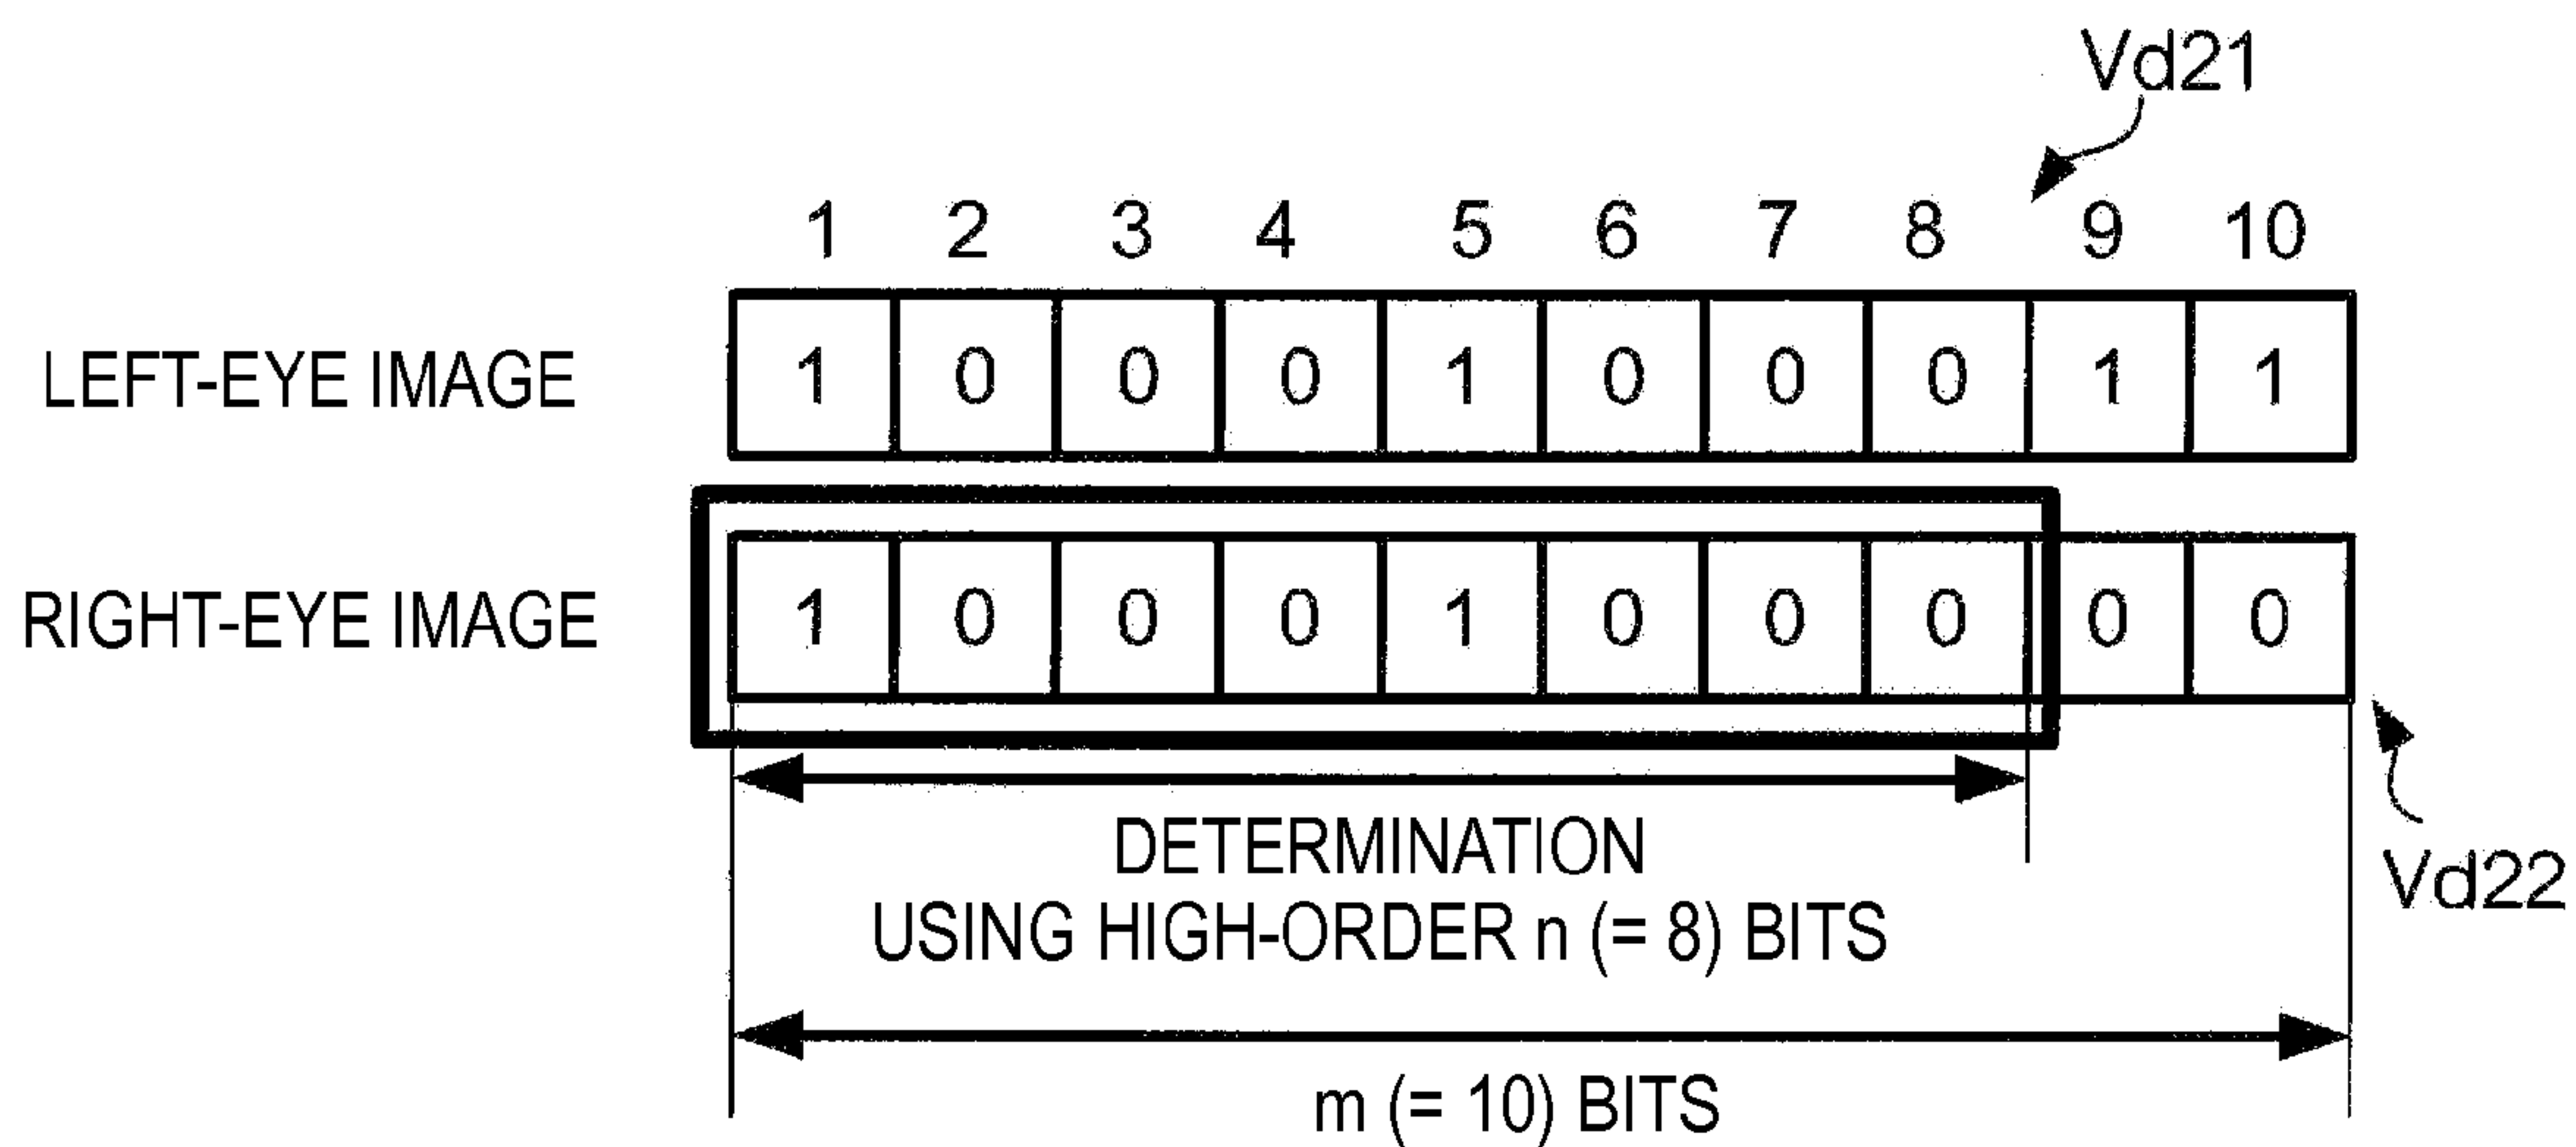 Vd21
1 2 3 4 5 6 7 8 9 10
LEFT-EYE IMAGE 1 0 0 0 1 0 0 0 1 1
RIGHT-EYE IMAGE 1 0 0 0 1 0 0 0 0 0
DETERMINATION
USING HIGH-ORDER n (= 8) BITS
Vd22
m (= 10) BITS